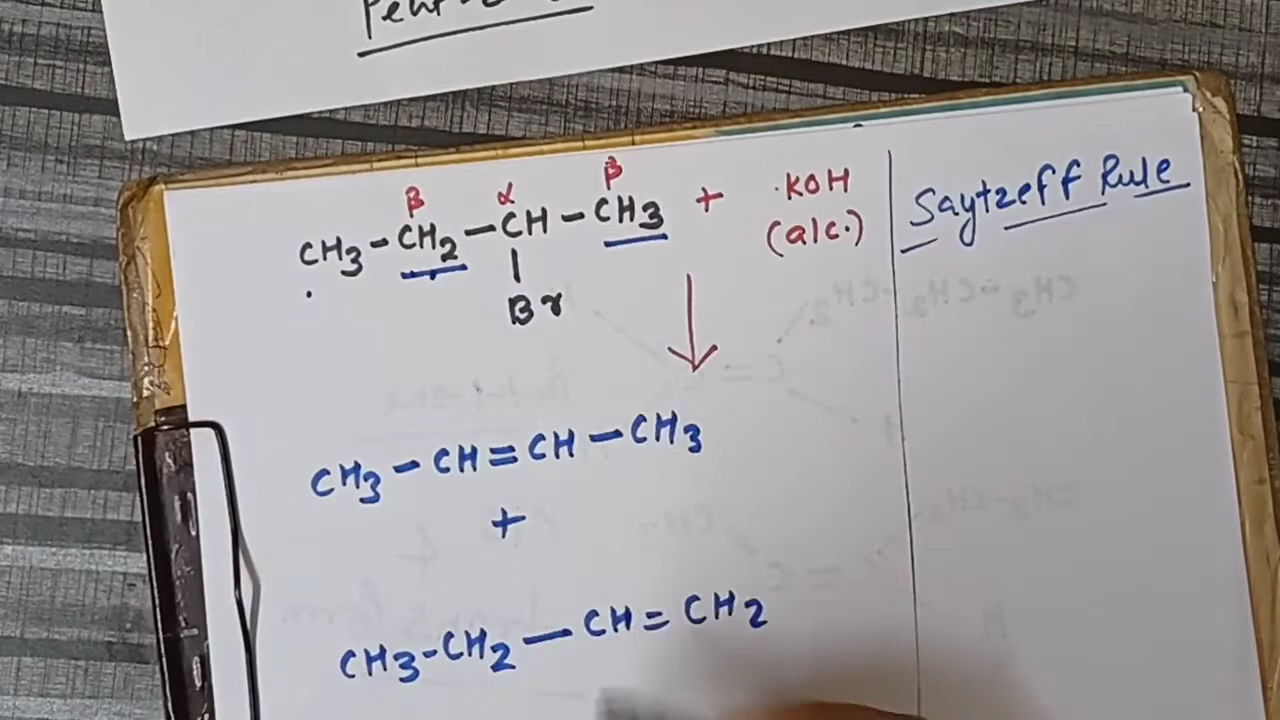 β α β
CH3-CH2-CH-CH3 + KOH
(alc.)
|
Br
Saytzeff Rule
CH3-CH=CH-CH3
+
CH3-CH2-CH=CH2